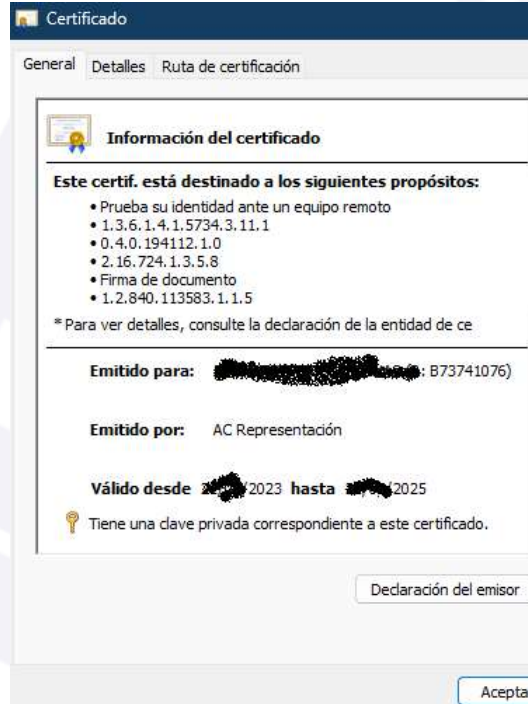 Certificado
General Detalles Ruta de certificación
Información del certificado
Este certif. está destinado a los siguientes propósitos:
• Prueba su identidad ante un equipo remoto
• 1.3.6.1.4.1.5734.3.11.1
• 0.4.0.194112.1.0
• 2.16.724.1.3.5.8
• Firma de documento
• 1.2.840.113583.1.1.5
* Para ver detalles, consulte la declaración de la entidad de ce
Emitido para: : B73741076)
Emitido por: AC Representación
Válido desde /2023 hasta /2025
Tiene una clave privada correspondiente a este certificado.
Declaración del emisor
Acepta